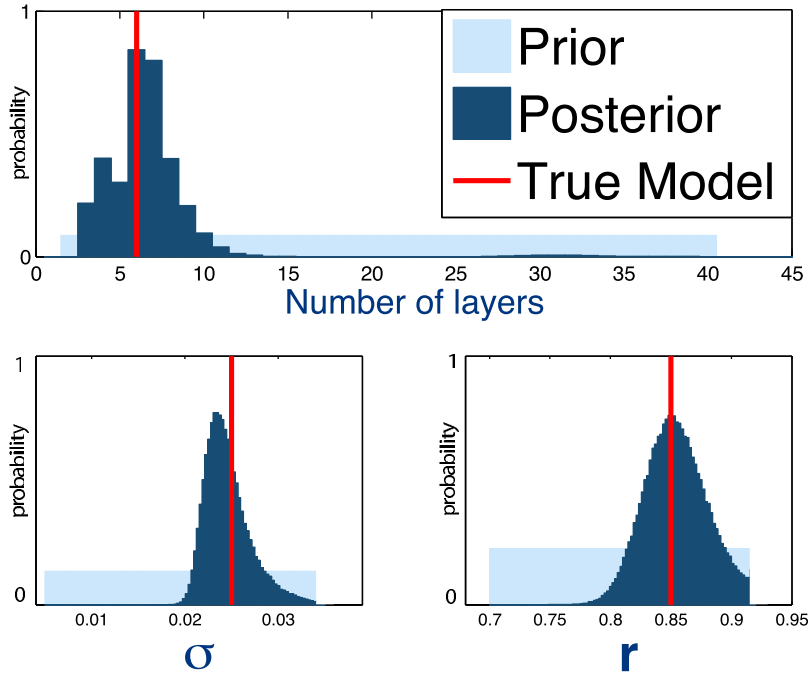 1
probability
0
Prior
Posterior
True Model
0 5 10 15 20 25 30 35 40 45
Number of layers
1
probability
0
0.01 0.02 0.03
σ
1
probability
0
0.7 0.75 0.8 0.85 0.9 0.95
r